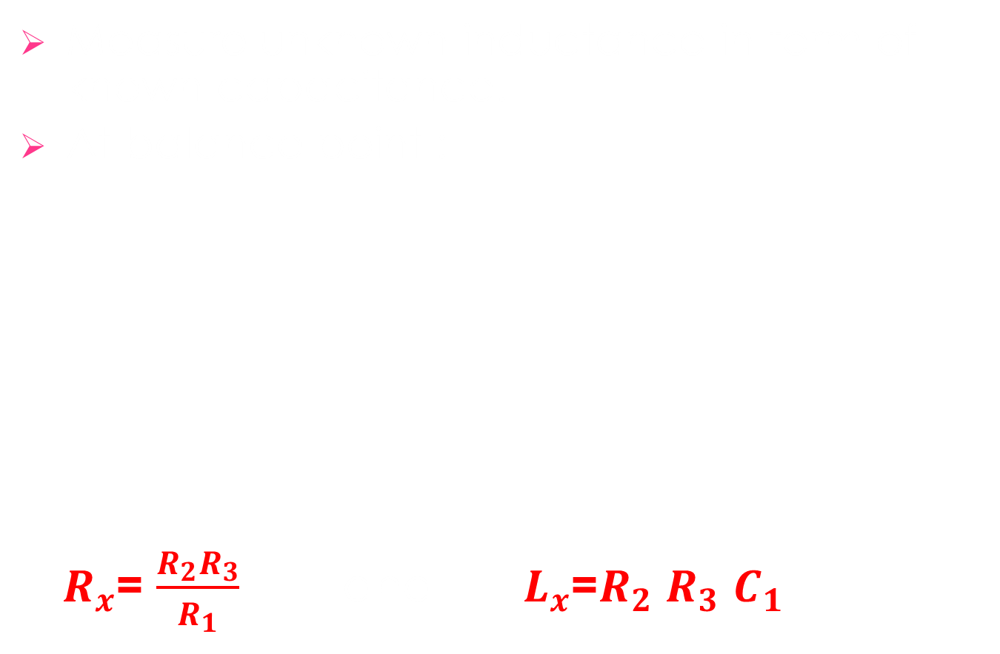 Rₓ= R₂R₃/R₁
Lₓ=R₂ R₃ C₁